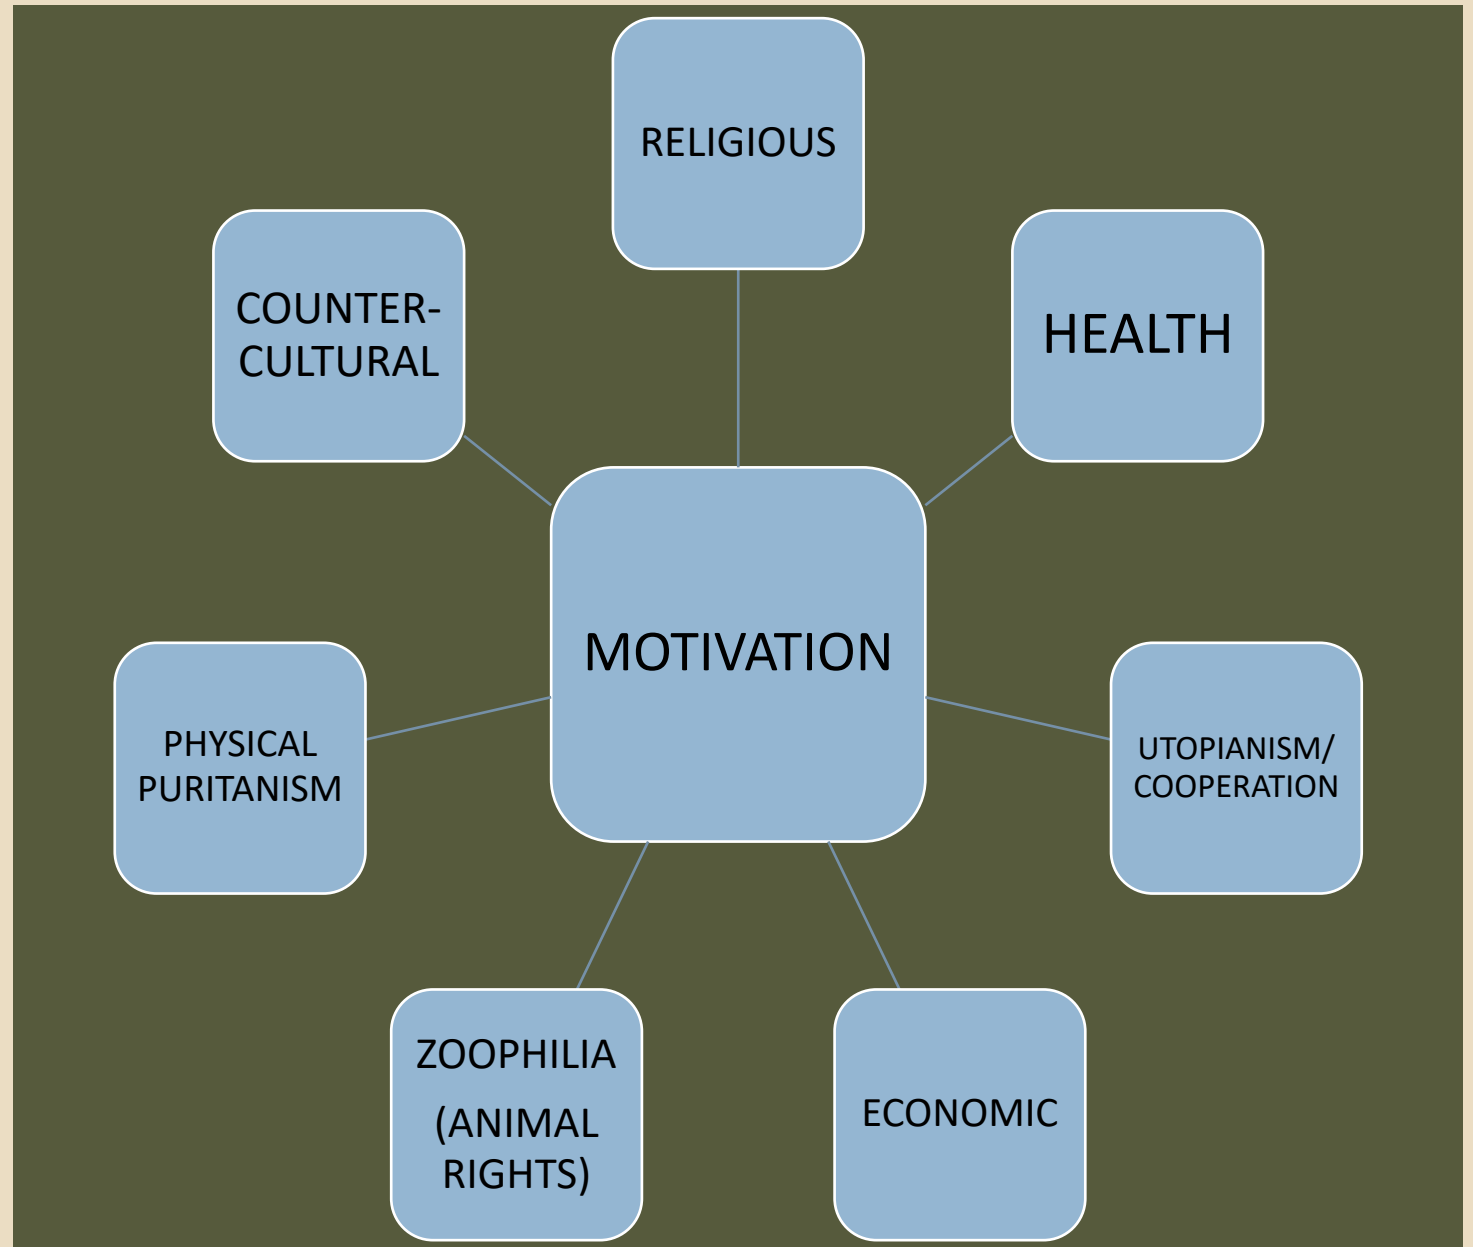 RELIGIOUS
COUNTER-
CULTURAL
HEALTH
MOTIVATION
PHYSICAL
PURITANISM
UTOPIANISM/
COOPERATION
ZOOPHILIA
(ANIMAL
RIGHTS)
ECONOMIC